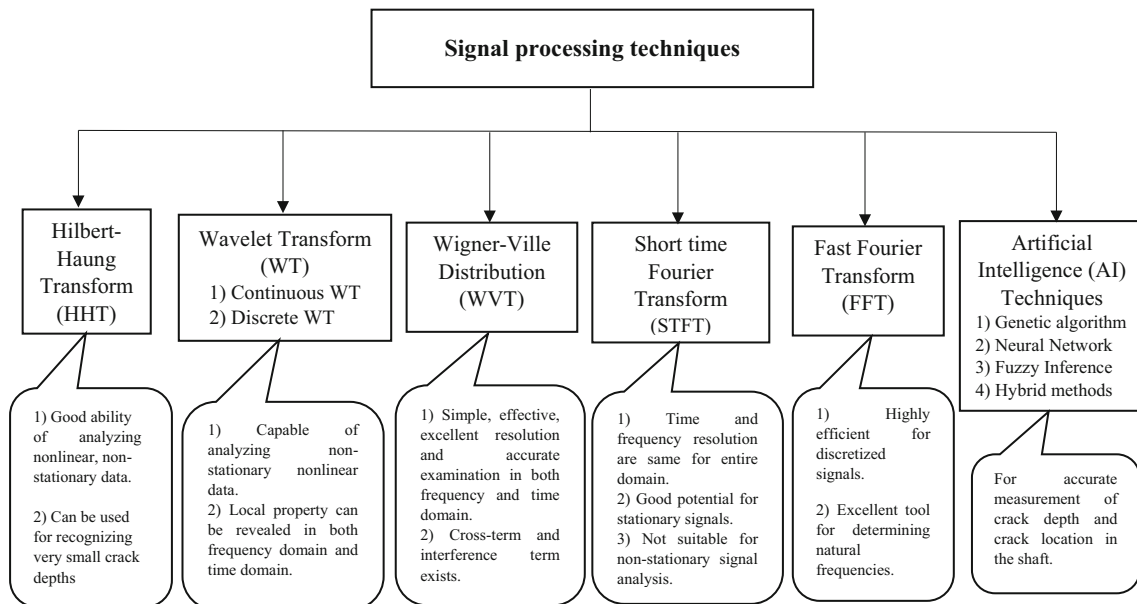 Signal processing techniques
Hilbert-
Haung
Transform
(HHT)
Wavelet Transform
(WT)
1) Continuous WT
2) Discrete WT
Wigner-Ville
Distribution
(WVT)
Short time
Fourier
Transform
(STFT)
Fast Fourier
Transform
(FFT)
Artificial
Intelligence (AI)
Techniques
1) Genetic algorithm
2) Neural Network
3) Fuzzy Inference
4) Hybrid methods
1) Good ability
of analyzing
nonlinear, non-
stationary data.
2) Can be used
for recognizing
very small crack
depths
1) Capable of
analyzing non-
stationary nonlinear
data.
2) Local property can
be revealed in both
frequency domain and
time domain.
1) Simple, effective,
excellent resolution
and accurate
examination in both
frequency and time
domain.
2) Cross-term and
interference term
exists.
1) Time and
frequency resolution
are same for entire
domain.
2) Good potential for
stationary signals.
3) Not suitable for
non-stationary signal
analysis.
1) Highly
efficient for
discretized
signals.
2) Excellent tool
for determining
natural
frequencies.
For accurate
measurement of
crack depth and
crack location in
the shaft.